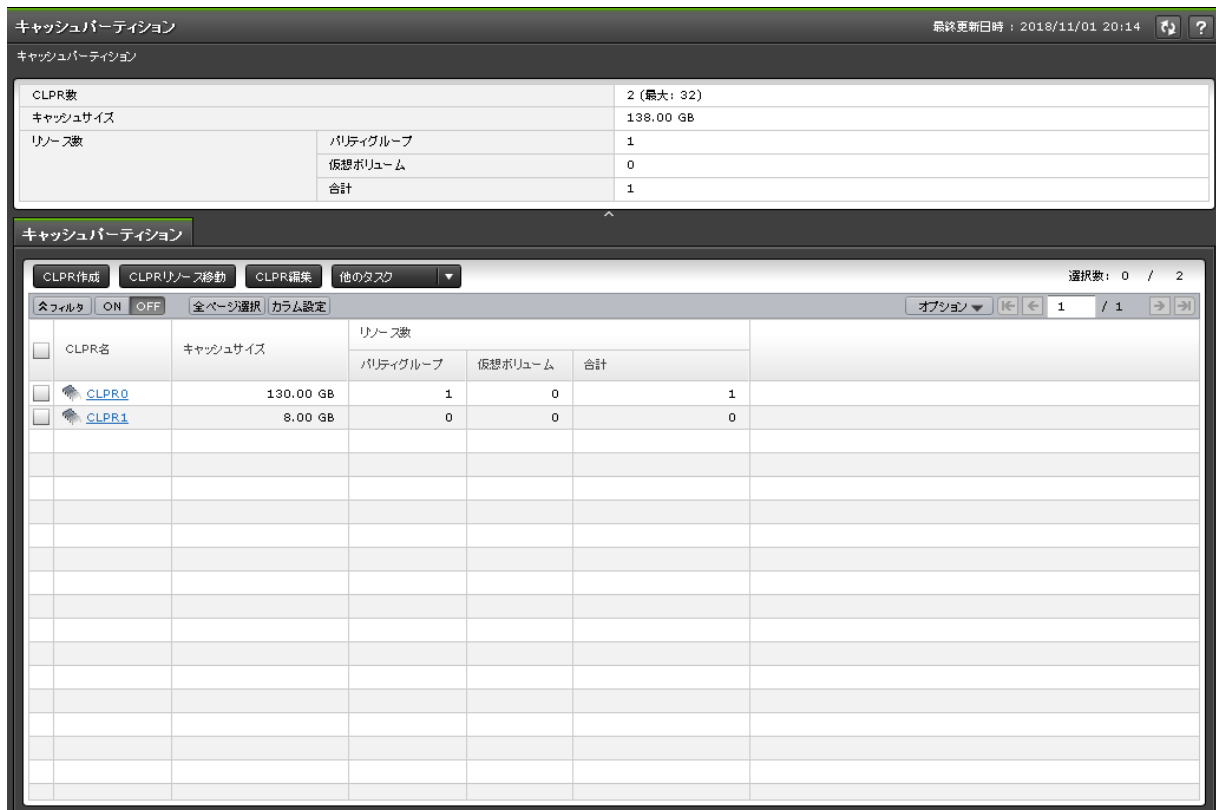 キャッシュパーティション 最終更新日時 : 2018/11/01 20:14 ?
キャッシュパーティション
CLPR数 2 (最大: 32)
キャッシュサイズ 138.00 GB
リソース数 パリティグループ 1
仮想ボリューム 0
合計 1
キャッシュパーティション
CLPR作成 CLPRリソース移動 CLPR編集 他のタスク 選択数: 0 / 2
フィルタ ON OFF 全ページ選択 カラム設定 オプション 1 / 1
CLPR名 キャッシュサイズ リソース数
パリティグループ 仮想ボリューム 合計
CLPR0 130.00 GB 1 0 1
CLPR1 8.00 GB 0 0 0